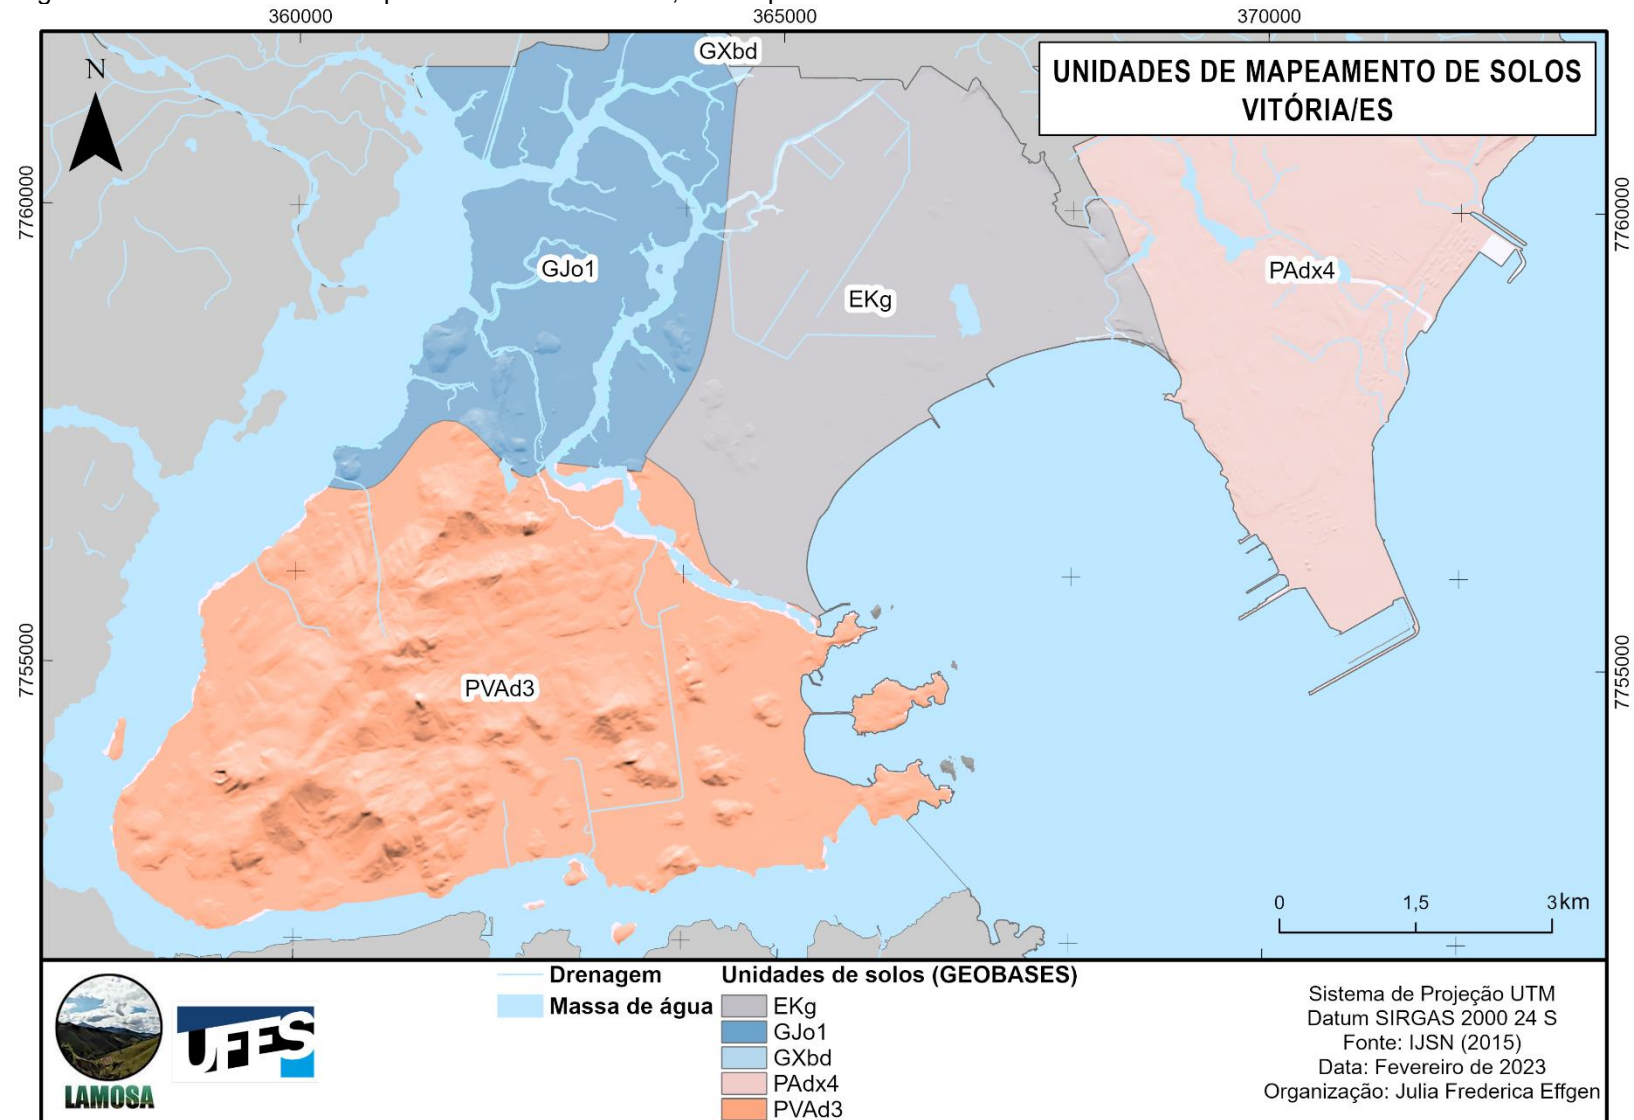 360000
365000
370000
N
UNIDADES DE MAPEAMENTO DE SOLOS
VITÓRIA/ES
GXbd
7760000
7760000
GJo1
EKg
PAdx4
7755000
7755000
PVAd3
0 1,5 3 km
Drenagem
Massa de água
Unidades de solos (GEOBASES)
EKg
GJo1
GXbd
PAdx4
PVAd3
LAMOSA
UFES
Sistema de Projeção UTM
Datum SIRGAS 2000 24 S
Fonte: IJSN (2015)
Data: Fevereiro de 2023
Organização: Julia Frederica Effgen